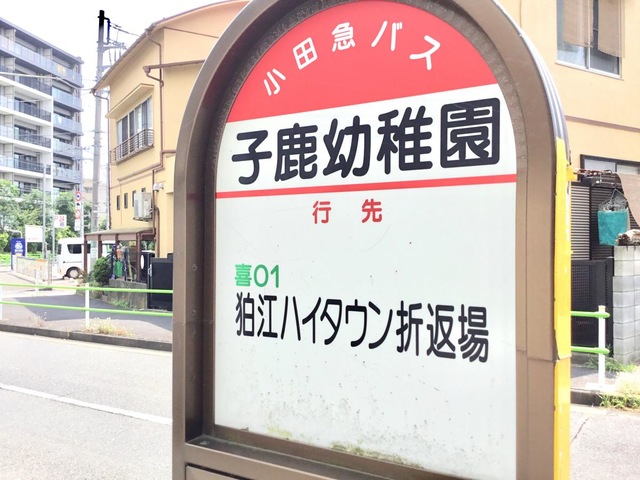 小田急バス
子鹿幼稚園
行先
喜01
狛江ハイタウン折返場